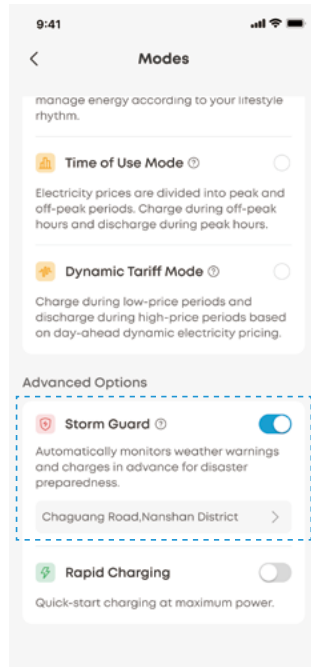 9:41
Modes
manage energy according to your lifestyle
rhythm.
Time of Use Mode
Electricity prices are divided into peak and
off-peak periods. Charge during off-peak
hours and discharge during peak hours.
Dynamic Tariff Mode
Charge during low-price periods and
discharge during high-price periods based
on day-ahead dynamic electricity pricing.
Advanced Options
Storm Guard
Automatically monitors weather warnings
and charges in advance for disaster
preparedness.
Chaguang Road,Nanshan District
Rapid Charging
Quick-start charging at maximum power.